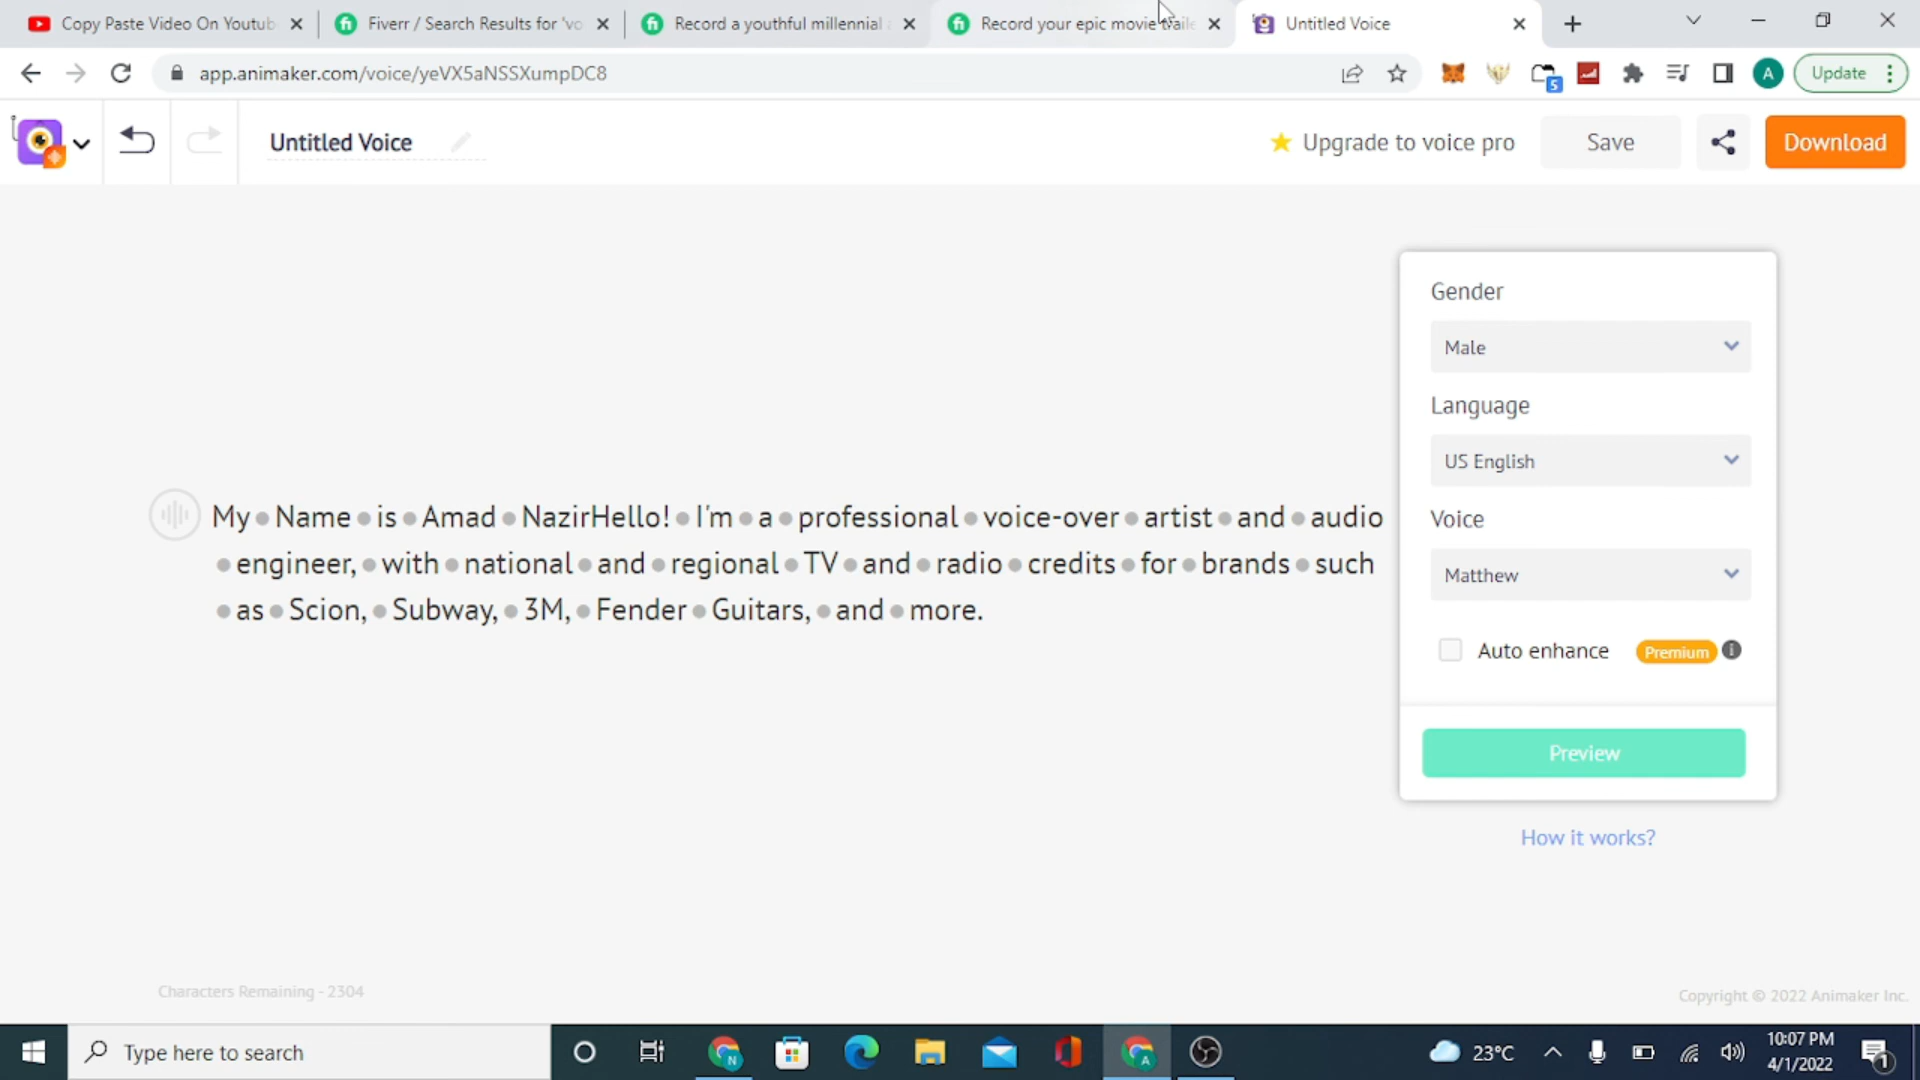 Copy Paste Video On Youtub
Fiverr / Search Results for 'vo
Record a youthful millennial
Record your epic movie traile
Untitled Voice
app.animaker.com/voice/yeVX5aNSSXumpDC8
5
A
Update
Untitled Voice
Upgrade to voice pro
Save
Download
Gender
Male
Language
US English
Voice
Matthew
Auto enhance
Premium
Preview
How it works?
My Name is Amad NazirHello! I'm a professional voice-over artist and audio
engineer, with national and regional TV and radio credits for brands such
as Scion, Subway, 3M, Fender Guitars, and more.
Characters Remaining - 2304
Copyright © 2022 Animaker Inc.
Type here to search
N
A
23°C
10:07 PM
4/1/2022
1